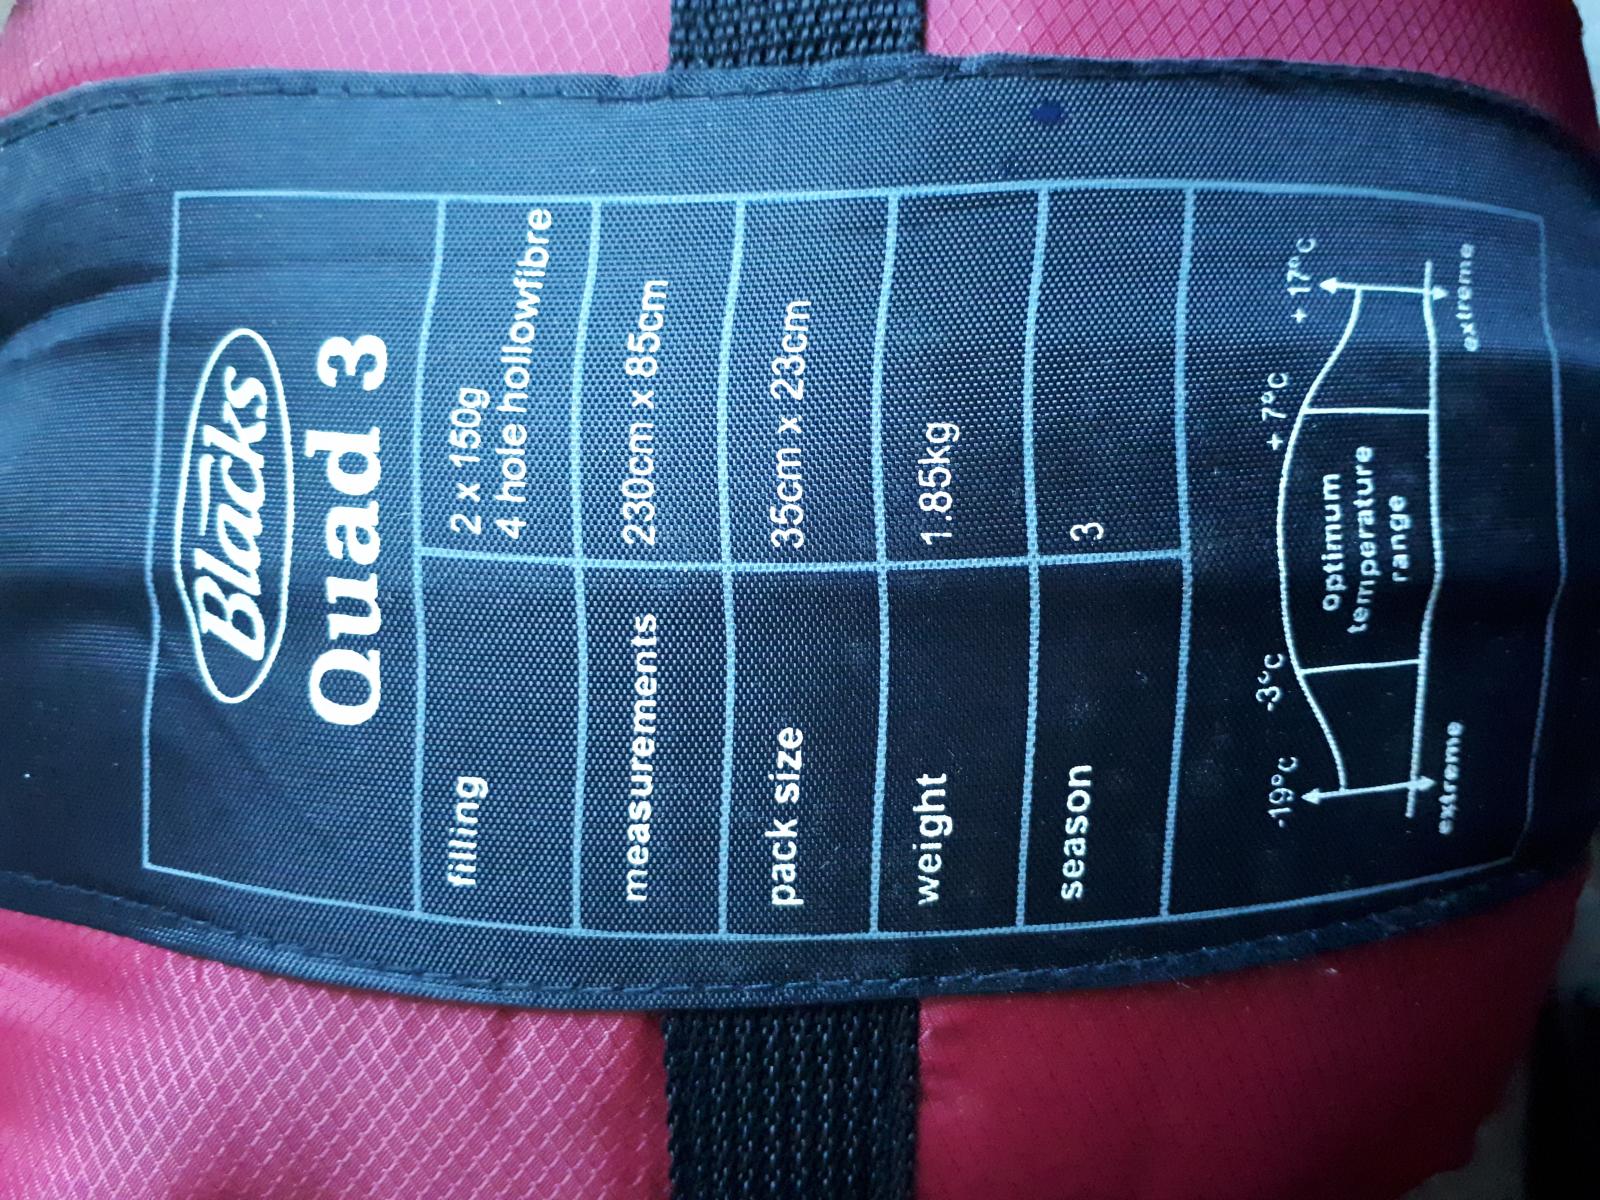 Blacks
Quad 3
filling 2 x 150g
4 hole hollowfibre
measurements 230cm x 85cm
pack size 35cm x 23cm
weight 1.85kg
season 3
-19°C -3°C +7°C +17°C
optimum
temperature
range
extreme extreme